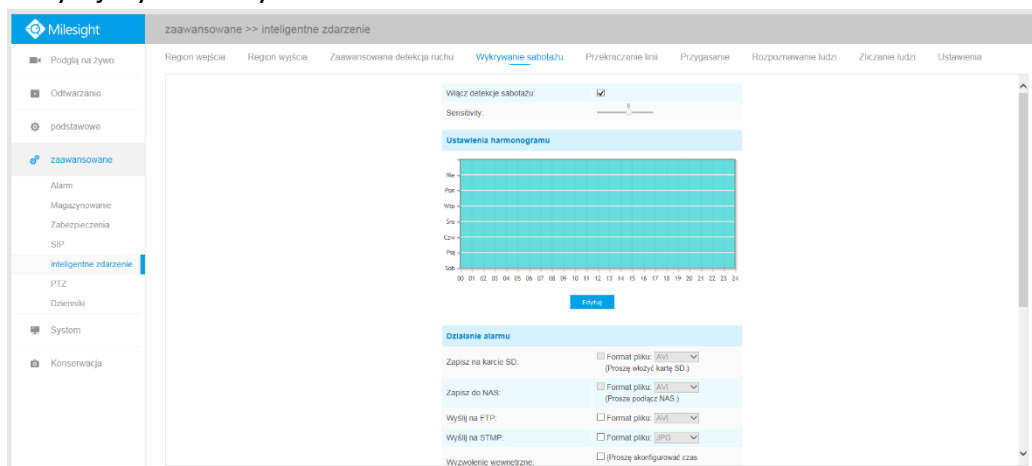 Milesight
zaawansowane >> inteligentne zdarzenie
Podgląj na żywo
Odtwarzanie
podstawowe
zaawansowane
Alarm
Magazynowanie
Zabezpieczenia
SIP
inteligentne zdarzenie
PTZ
Dzienniki
System
Konserwacja
Region wejścia Region wyjścia Zaawansowana detekcja ruchu Wykrywanie sabotażu Przekraczanie linii Przygasanie Rozpoznawanie ludzi Zliczanie ludzi Ustawienia
Włącz detekcje sabotażu:
Sensitivity: 6
Ustawienia harmonogramu
Nie
Pon
Wto
Śro
Czw
Pią
Sob
00 01 02 03 04 05 06 07 08 09 10 11 12 13 14 15 16 17 18 19 20 21 22 23 24
Edytuj
Działanie alarmu
Zapisz na karcie SD: Format pliku: AVI
(Proszę włożyć kartę SD.)
Zapisz do NAS: Format pliku: AVI
(Prosze podłącz NAS.)
Wyślij na FTP: Format pliku: AVI
Wyślij na STMP: Format pliku: JPG
Wyzwolenie wewnetrzne: (Proszę skonfigurować czas